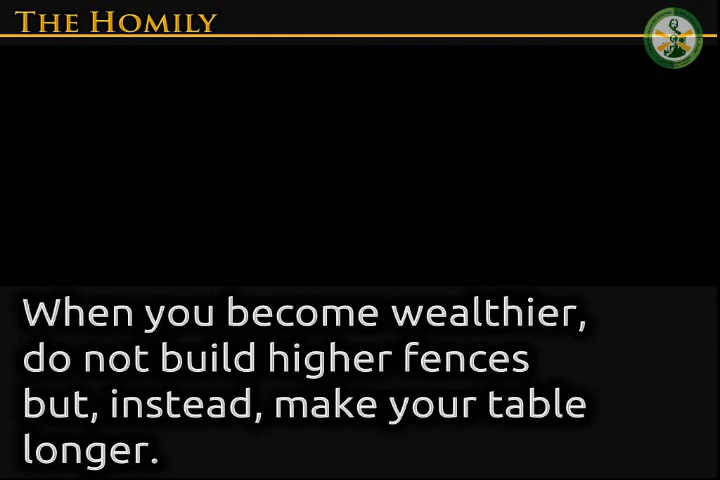 The Homily
When you become wealthier,
do not build higher fences
but, instead, make your table
longer.